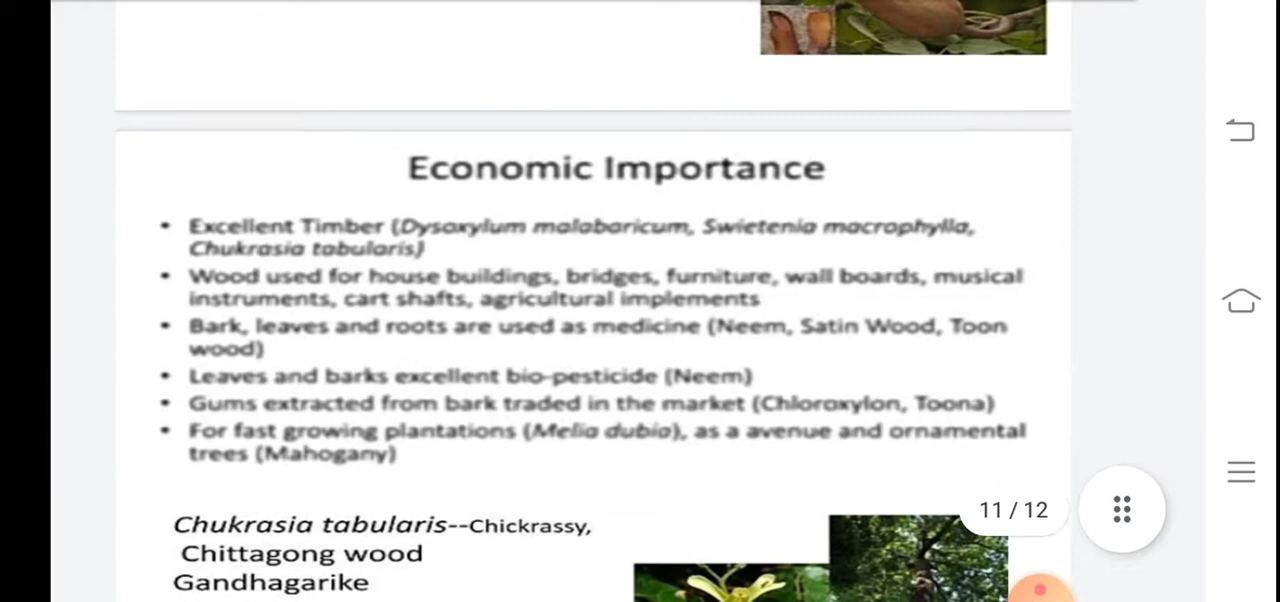 Economic Importance
• Excellent Timber (Dysoxylum malabaricum, Swietenia macrophylla,
Chukrasia tabularis)
• Wood used for house buildings, bridges, furniture, wall boards, musical
instruments, cart shafts, agricultural implements
• Bark, leaves and roots are used as medicine (Neem, Satin Wood, Toon
wood)
• Leaves and barks excellent bio-pesticide (Neem)
• Gums extracted from bark traded in the market (Chloroxylon, Toona)
• For fast growing plantations (Melia dubia), as a avenue and ornamental
trees (Mahogany)
11 / 12
Chukrasia tabularis--Chickrassy,
Chittagong wood
Gandhagarike